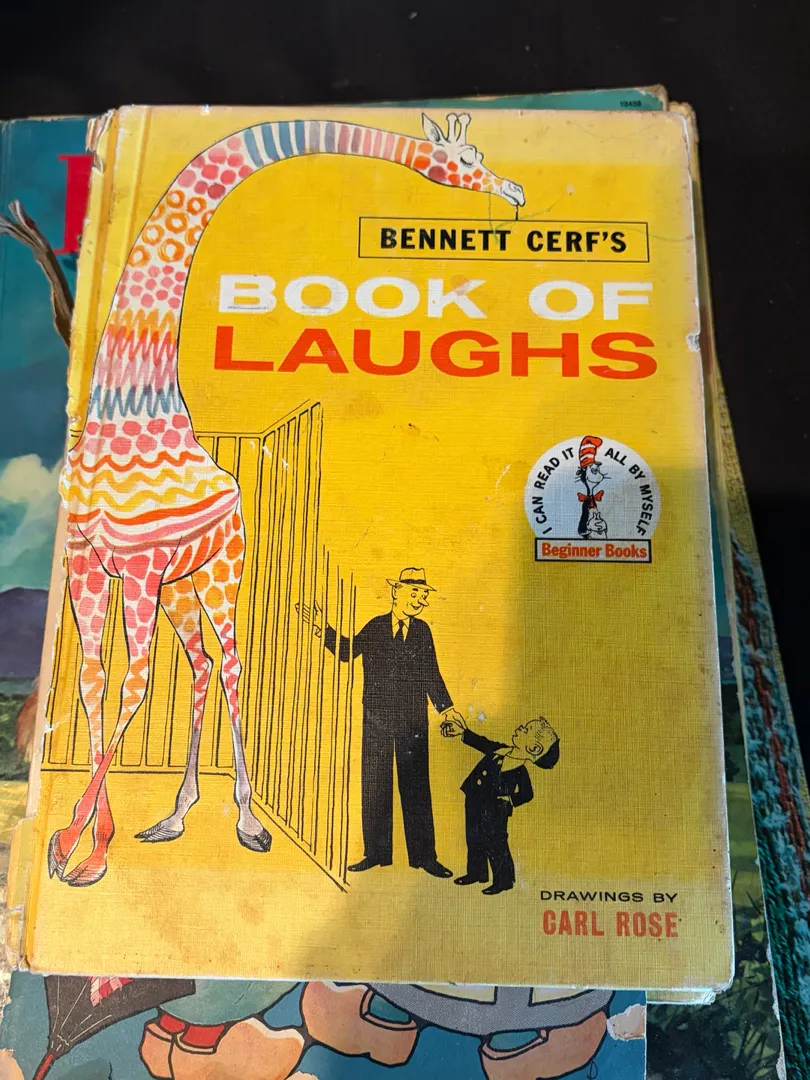 BENNETT CERF'S
BOOK OF
LAUGHS
I CAN READ IT ALL BY MYSELF
Beginner Books
DRAWINGS BY
CARL ROSE